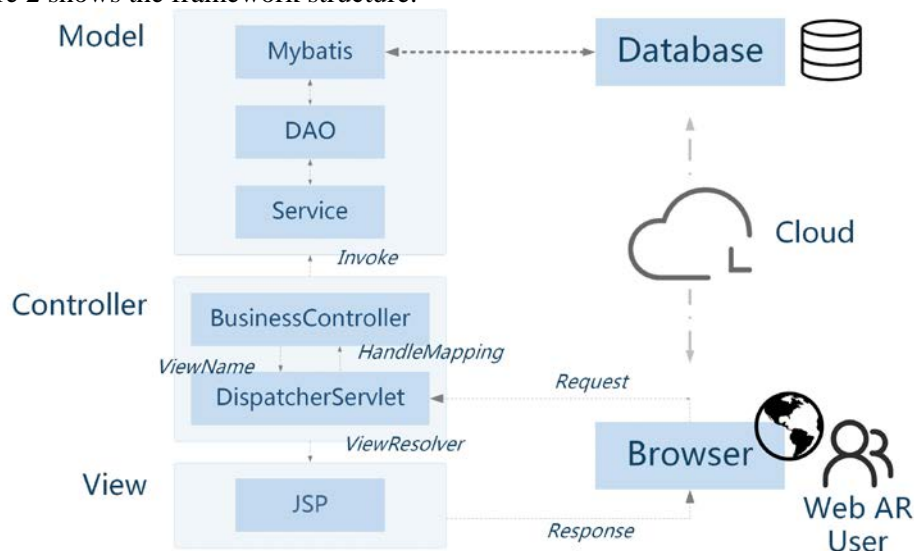 2 shows the framework structure.
Model
Mybatis
Database
DAO
Service
Cloud
Invoke
Controller
BusinessController
ViewName
HandleMapping
Request
DispatcherServlet
ViewResolver
Browser
View
JSP
Response
Web AR
User